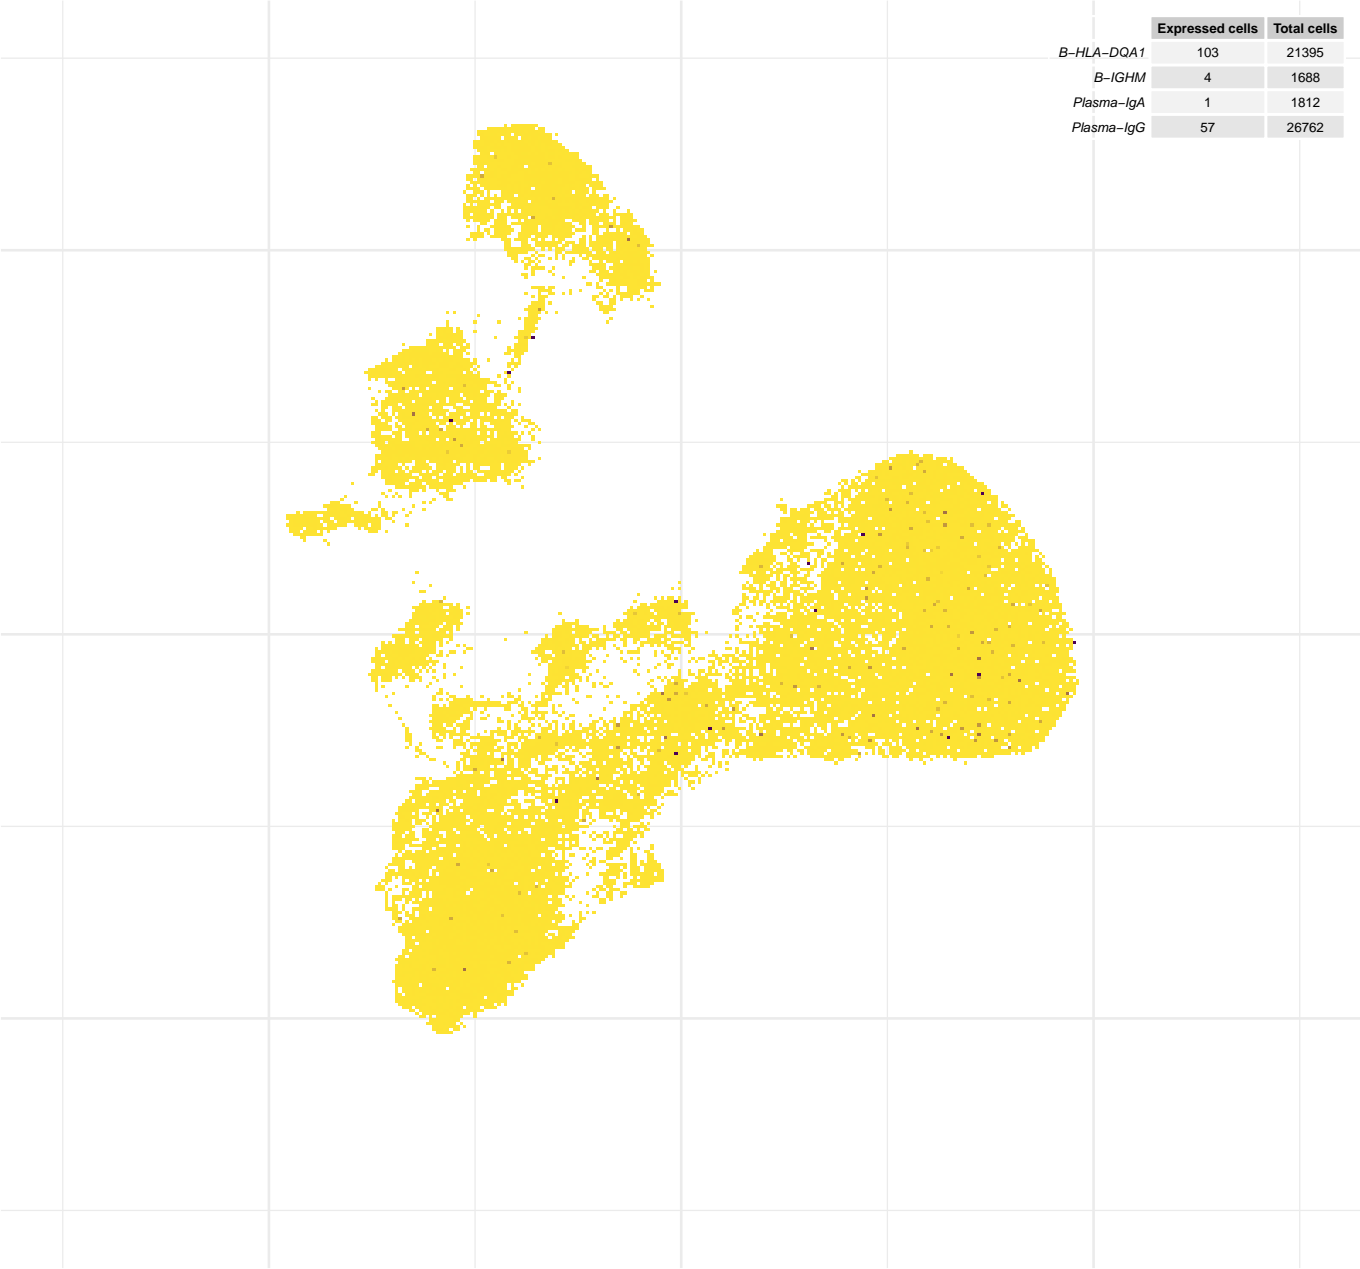 Expressed cells Total cells
B−HLA−DQA1 103 21395
B−IGHM 4 1688
Plasma−IgA 1 1812
Plasma−IgG 57 26762